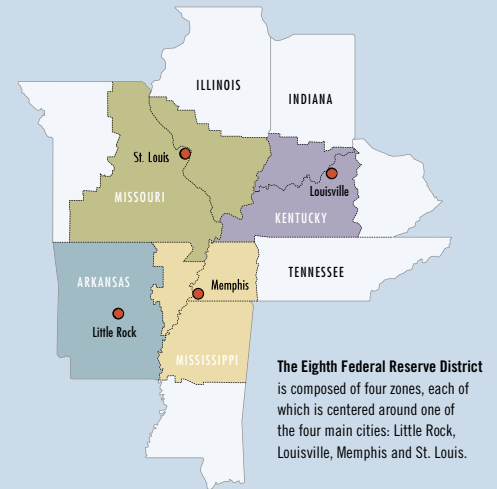 ILLINOIS
INDIANA
St. Louis
Louisville
MISSOURI
KENTUCKY
TENNESSEE
ARKANSAS
Memphis
Little Rock
MISSISSIPPI
The Eighth Federal Reserve District
is composed of four zones, each of
which is centered around one of
the four main cities: Little Rock,
Louisville, Memphis and St. Louis.